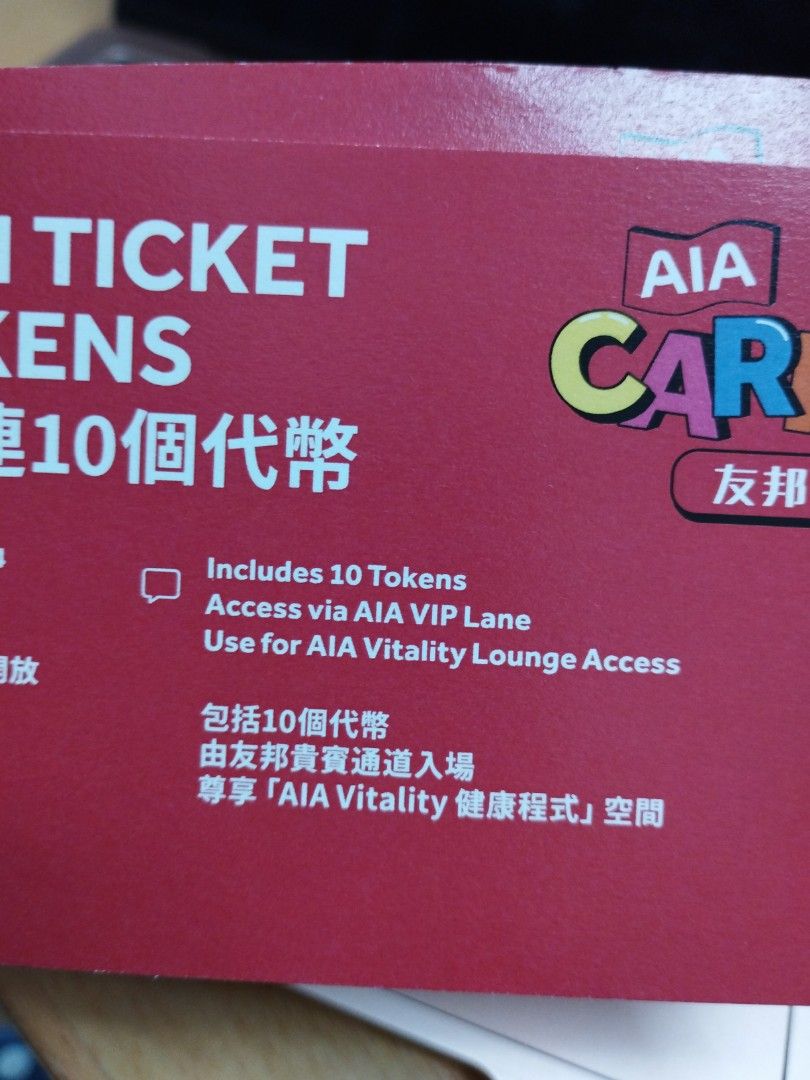 TICKET
KENS
連10個代幣
Includes 10 Tokens
Access via AIA VIP Lane
Use for AIA Vitality Lounge Access
包括10個代幣
由友邦貴賓通道入場
尊享「AIA Vitality 健康程式」空間
放
AIA
CAR
友邦